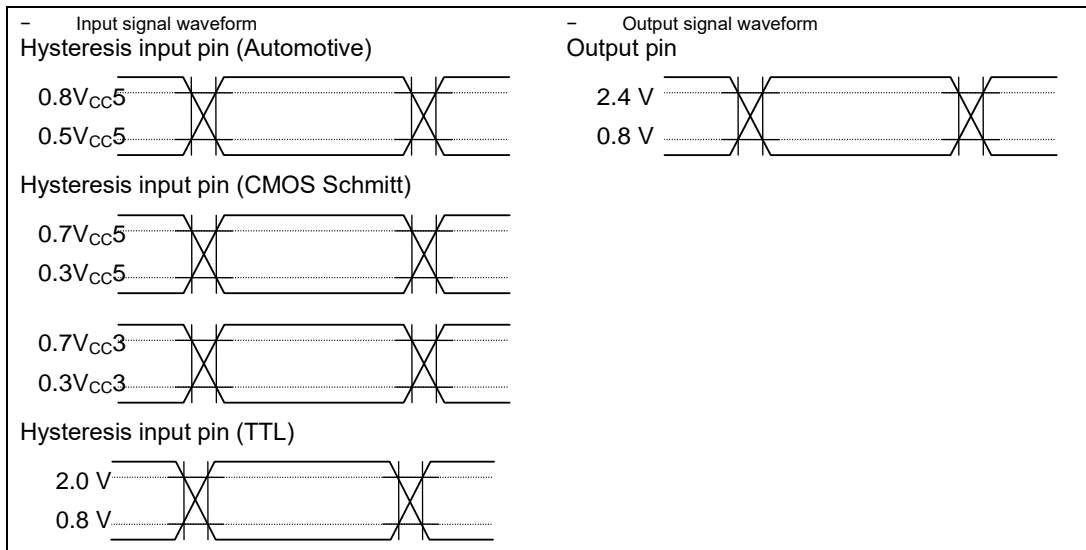 − Input signal waveform
Hysteresis input pin (Automotive)
0.8VCC5
0.5VCC5
Hysteresis input pin (CMOS Schmitt)
0.7VCC5
0.3VCC5
0.7VCC3
0.3VCC3
Hysteresis input pin (TTL)
2.0 V
0.8 V
− Output signal waveform
Output pin
2.4 V
0.8 V